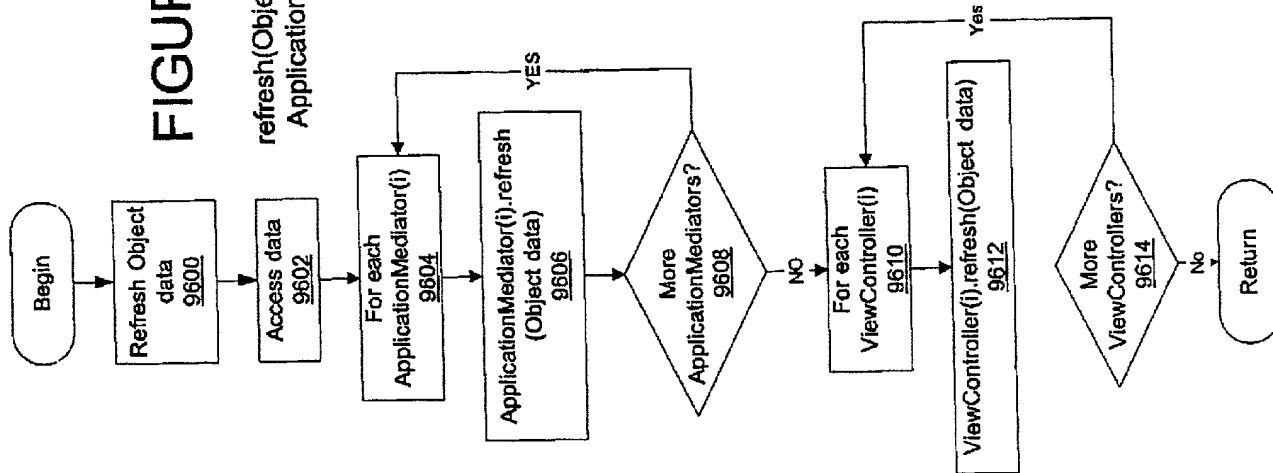 FIGUR
refresh(Obje
Application
Begin
Refresh Object
data
9600
Access data
9602
For each
ApplicationMediator(i)
9604
ApplicationMediator(i).refresh
(Object data)
9606
YES
More
ApplicationMediators?
9608
NO
For each
ViewController(i)
9610
ViewController(i).refresh(Object data)
9612
Yes
More
ViewControllers?
9614
No
Return